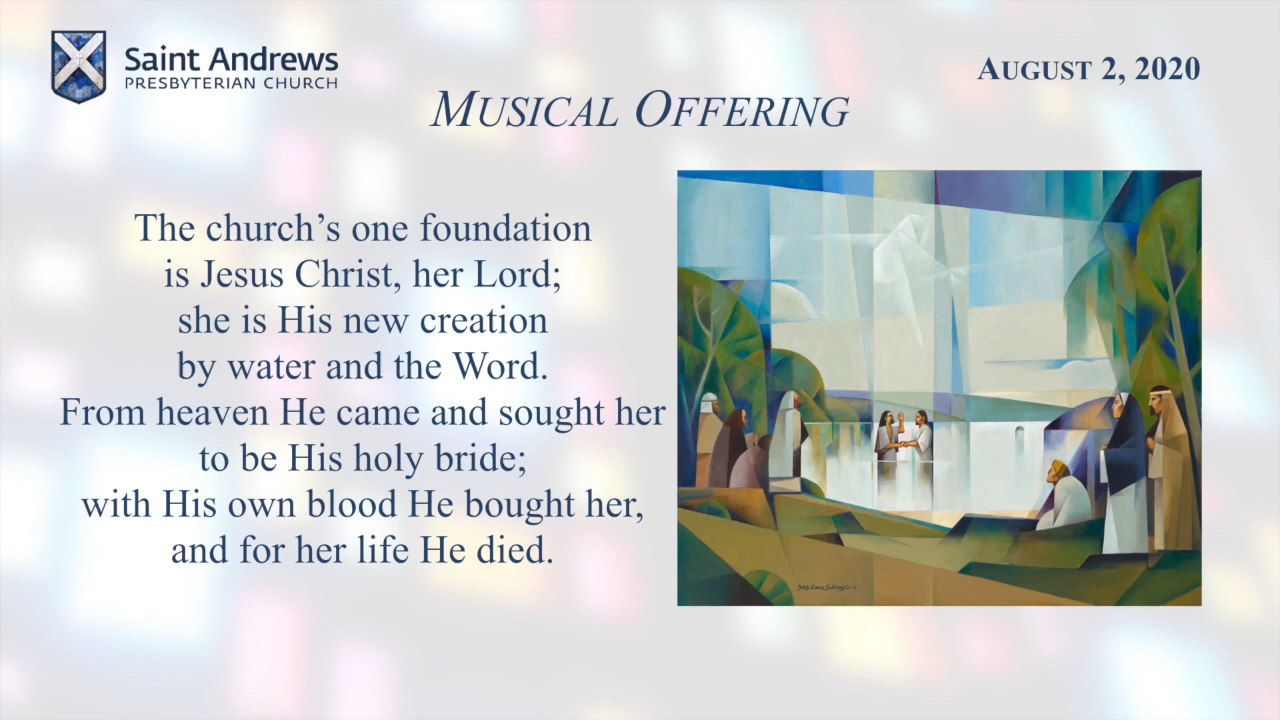 Saint Andrews
PRESBYTERIAN CHURCH
AUGUST 2, 2020
MUSICAL OFFERING
The church’s one foundation
is Jesus Christ, her Lord;
she is His new creation
by water and the Word.
From heaven He came and sought her
to be His holy bride;
with His own blood He bought her,
and for her life He died.